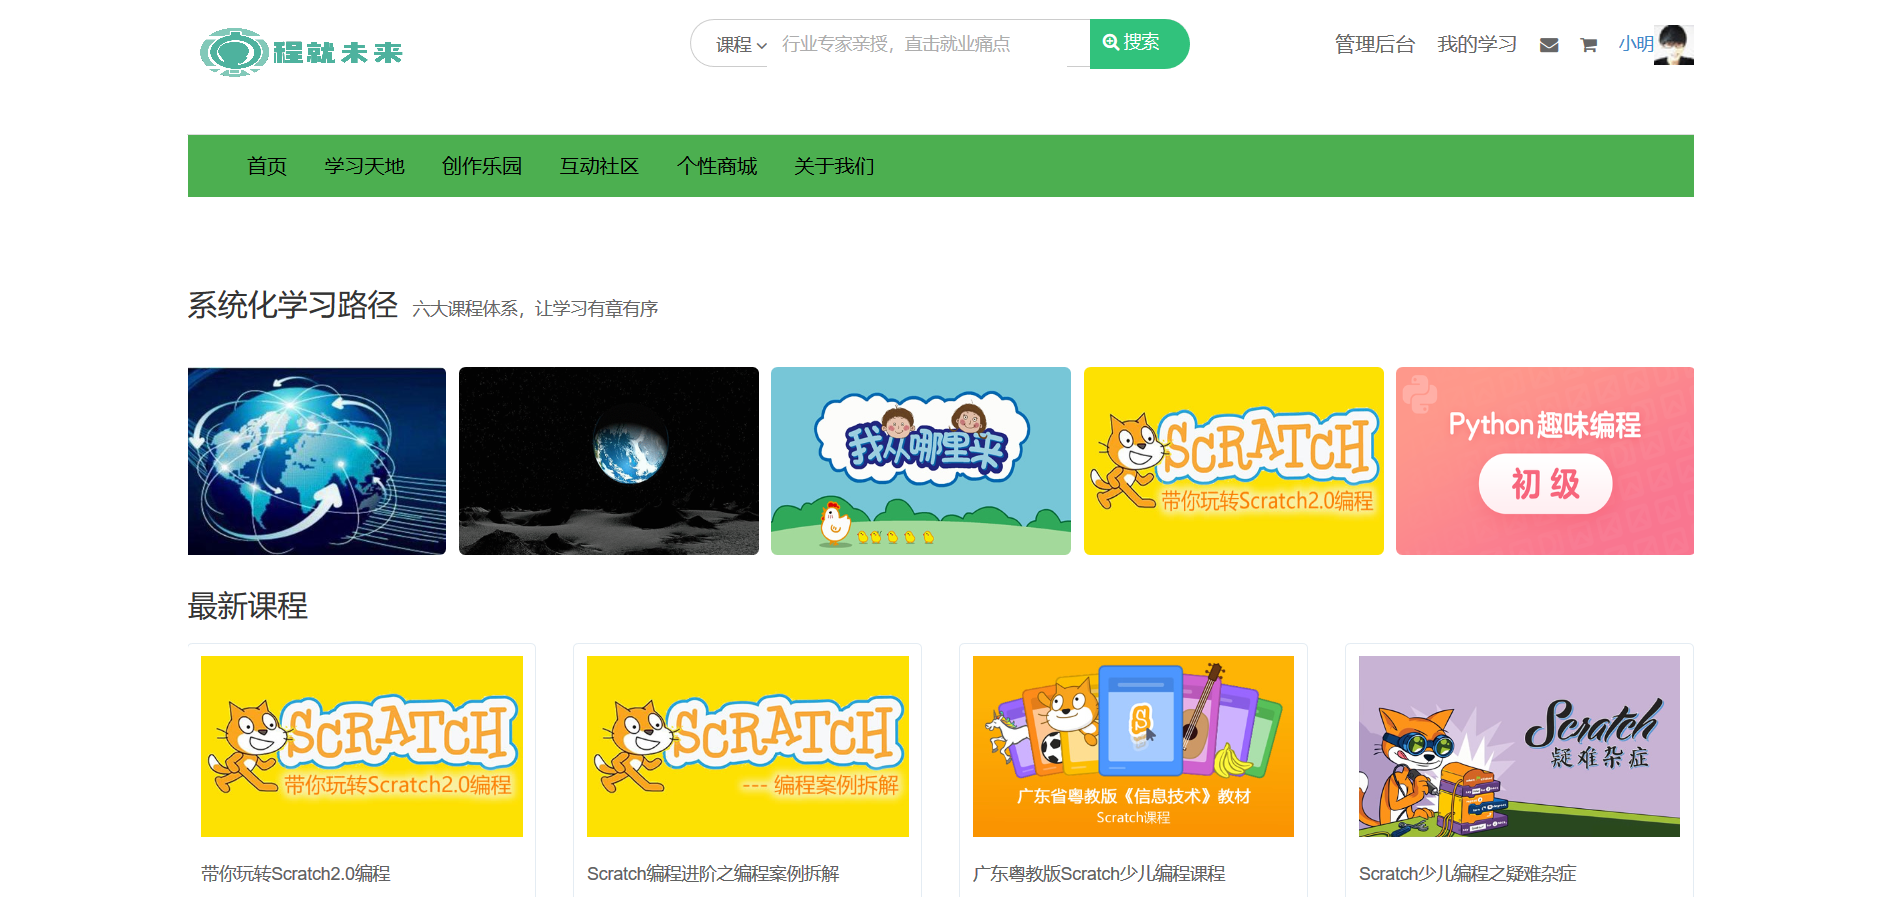 程就未来
课程 行业专家亲授，直击就业痛点 搜索
管理后台 我的学习 小明
首页 学习天地 创作乐园 互动社区 个性商城 关于我们
系统化学习路径 六大课程体系，让学习有章有序
我从哪里来
SCRATCH
带你玩转Scratch2.0编程
Python趣味编程
初级
最新课程
SCRATCH
带你玩转Scratch2.0编程
带你玩转Scratch2.0编程
SCRATCH
--- 编程案例拆解
Scratch编程进阶之编程案例拆解
S
广东省粤教版《信息技术》教材
Scratch课程
广东粤教版Scratch少儿编程课程
Scratch
疑难杂症
Scratch少儿编程之疑难杂症